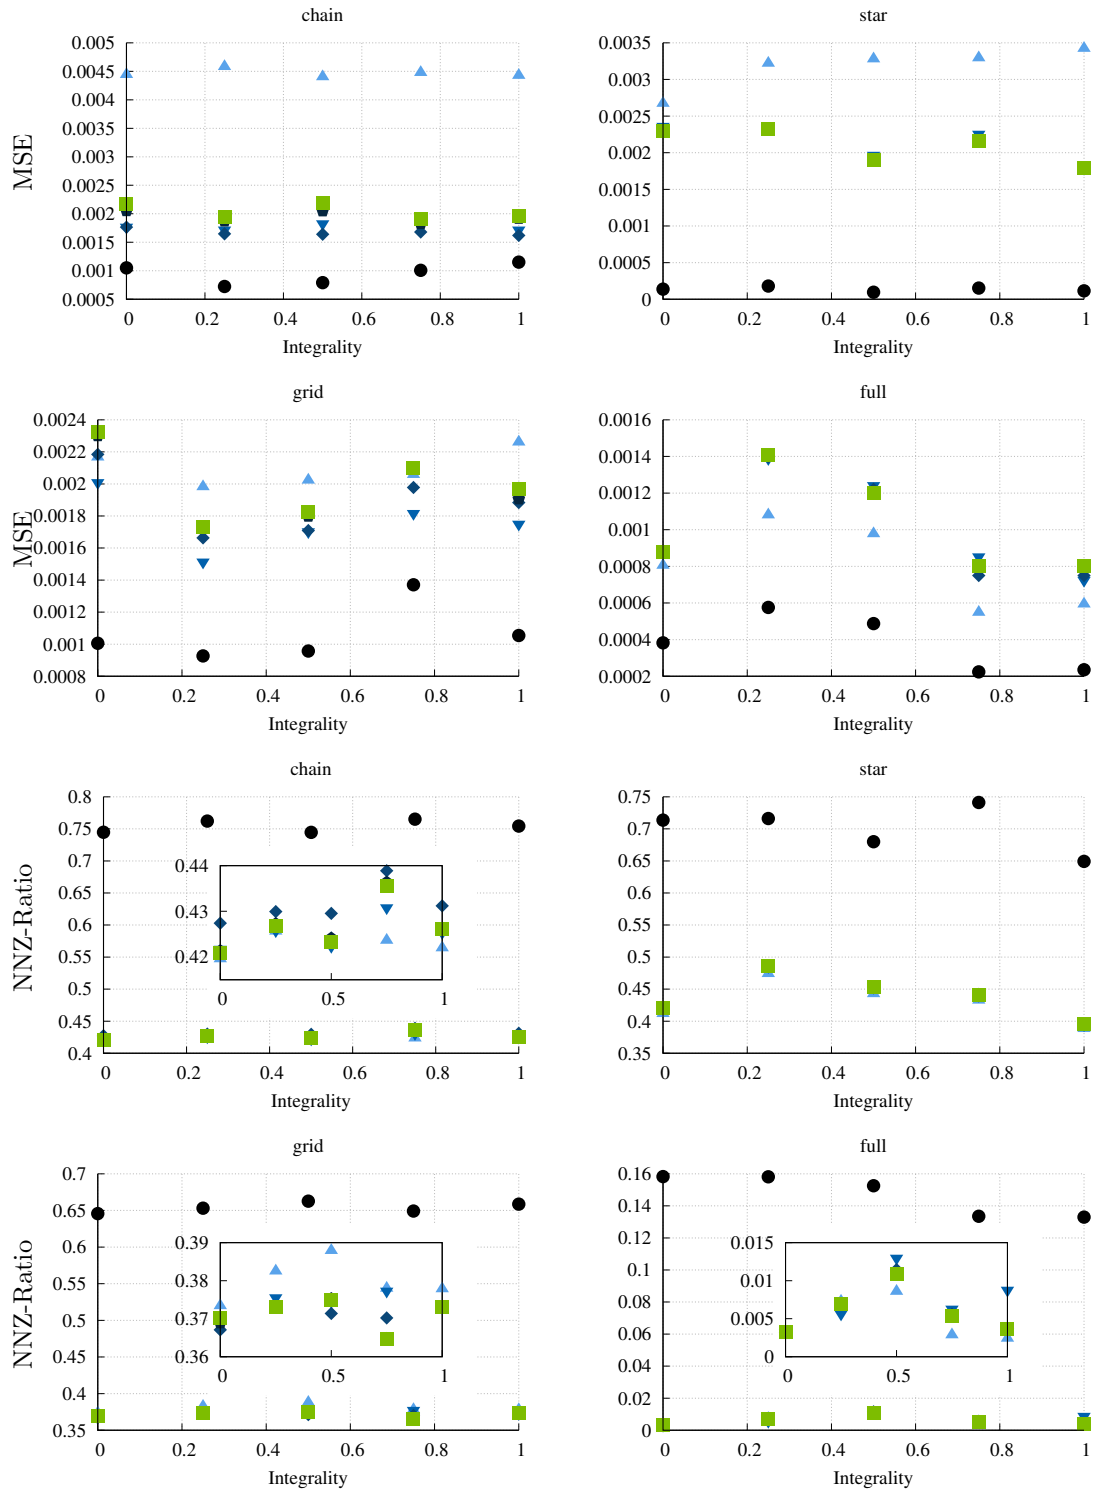 chain
0.005
0.0045
0.004
0.0035
0.003
0.0025
0.002
0.0015
0.001
0.0005
MSE
0 0.2 0.4 0.6 0.8 1
Integrality
star
0.0035
0.003
0.0025
0.002
0.0015
0.001
0.0005
0
0 0.2 0.4 0.6 0.8 1
Integrality
grid
0.0024
0.0022
0.002
0.0018
0.0016
0.0014
0.0012
0.001
0.0008
MSE
0 0.2 0.4 0.6 0.8 1
Integrality
full
0.0016
0.0014
0.0012
0.001
0.0008
0.0006
0.0004
0.0002
0 0.2 0.4 0.6 0.8 1
Integrality
chain
0.8
0.75
0.7
0.65
0.6
0.55
0.5
0.45
0.4
NNZ-Ratio
0.44
0.43
0.42
0 0.5 1
0 0.2 0.4 0.6 0.8 1
Integrality
star
0.75
0.7
0.65
0.6
0.55
0.5
0.45
0.4
0.35
0 0.2 0.4 0.6 0.8 1
Integrality
grid
0.7
0.65
0.6
0.55
0.5
0.45
0.4
0.35
NNZ-Ratio
0.39
0.38
0.37
0.36
0 0.5 1
0 0.2 0.4 0.6 0.8 1
Integrality
full
0.16
0.14
0.12
0.1
0.08
0.06
0.04
0.02
0
0.015
0.01
0.005
0
0 0.5 1
0 0.2 0.4 0.6 0.8 1
Integrality